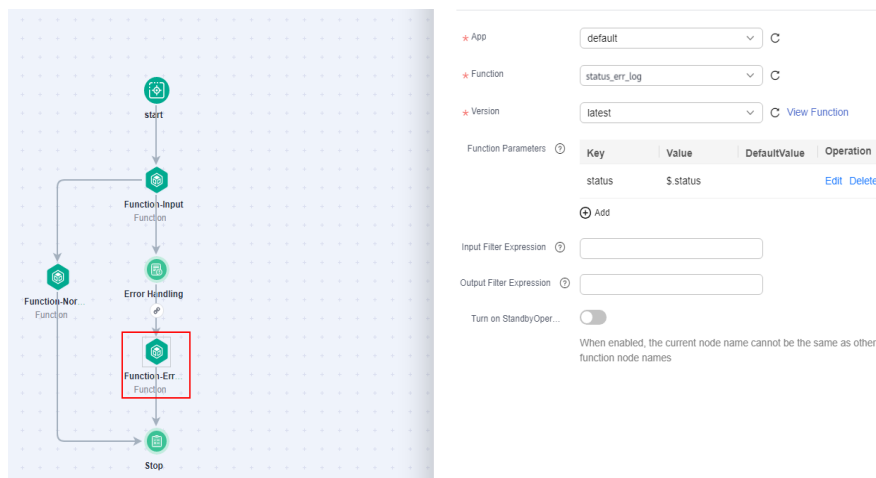 start
Function-Input
Function
Function-Nor...
Function
Error Handling
Function-Err...
Function
Stop
* App
default
* Function
status_err_log
* Version
latest
View Function
Function Parameters
Key Value DefaultValue Operation
status $.status Edit Delete
Add
Input Filter Expression
Output Filter Expression
Turn on StandbyOper...
When enabled, the current node name cannot be the same as other
function node names